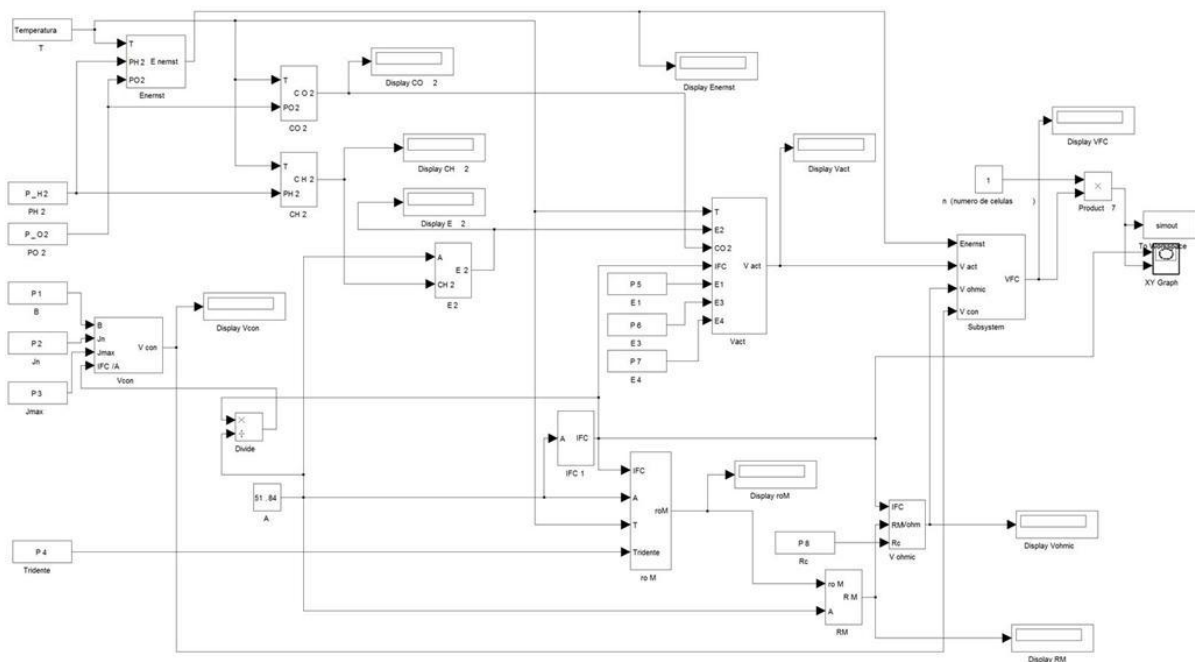 Temperatura
T
T
PH 2
PO 2
E nernst
Enernst
T
PO 2
C O 2
CO 2
Display CO 2
Display Enernst
T
PH 2
C H 2
CH 2
Display CH 2
Display E 2
P_H2
PH 2
P_O2
PO 2
A
CH 2
E 2
E 2
T
E2
CO 2
IFC
E1
E3
E4
V act
Vact
Display Vact
P 5
E 1
P 6
E 3
P 7
E 4
Display VFC
1
n (numero de celulas )
×
Product 7
simout
To Workspace
XY Graph
Enernst
V act
V ohmic
V con
VFC
Subsystem
P 1
B
P 2
Jn
P 3
Jmax
B
Jn
Jmax
IFC /A
V con
Vcon
Display Vcon
×
÷
Divide
A
IFC
IFC 1
51 . 84
A
IFC
A
T
Tridente
roM
ro M
Display roM
P 4
Tridente
P 8
Rc
IFC
RM
Rc
Vohm
V ohmic
Display Vohmic
ro M
A
R M
RM
Display RM